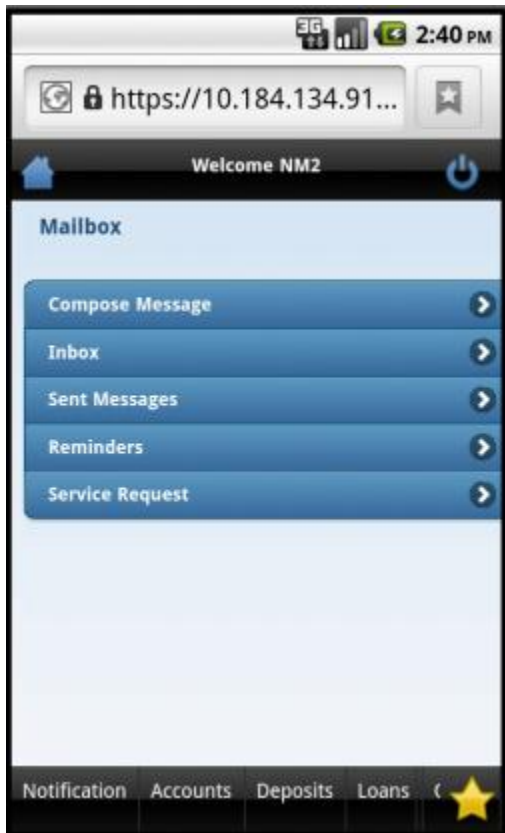 3G 2:40 PM
https://10.184.134.91...
Welcome NM2
Mailbox
Compose Message
Inbox
Sent Messages
Reminders
Service Request
Notification Accounts Deposits Loans